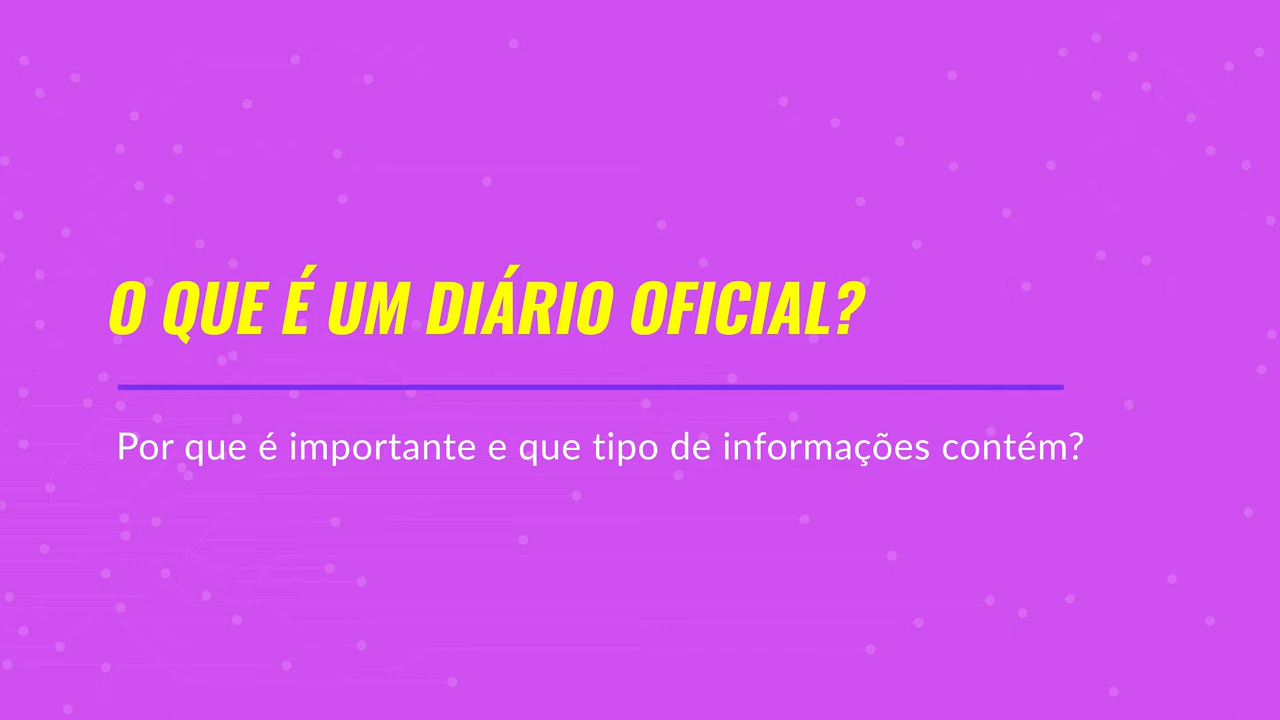 O QUE É UM DIÁRIO OFICIAL?
Por que é importante e que tipo de informações contém?